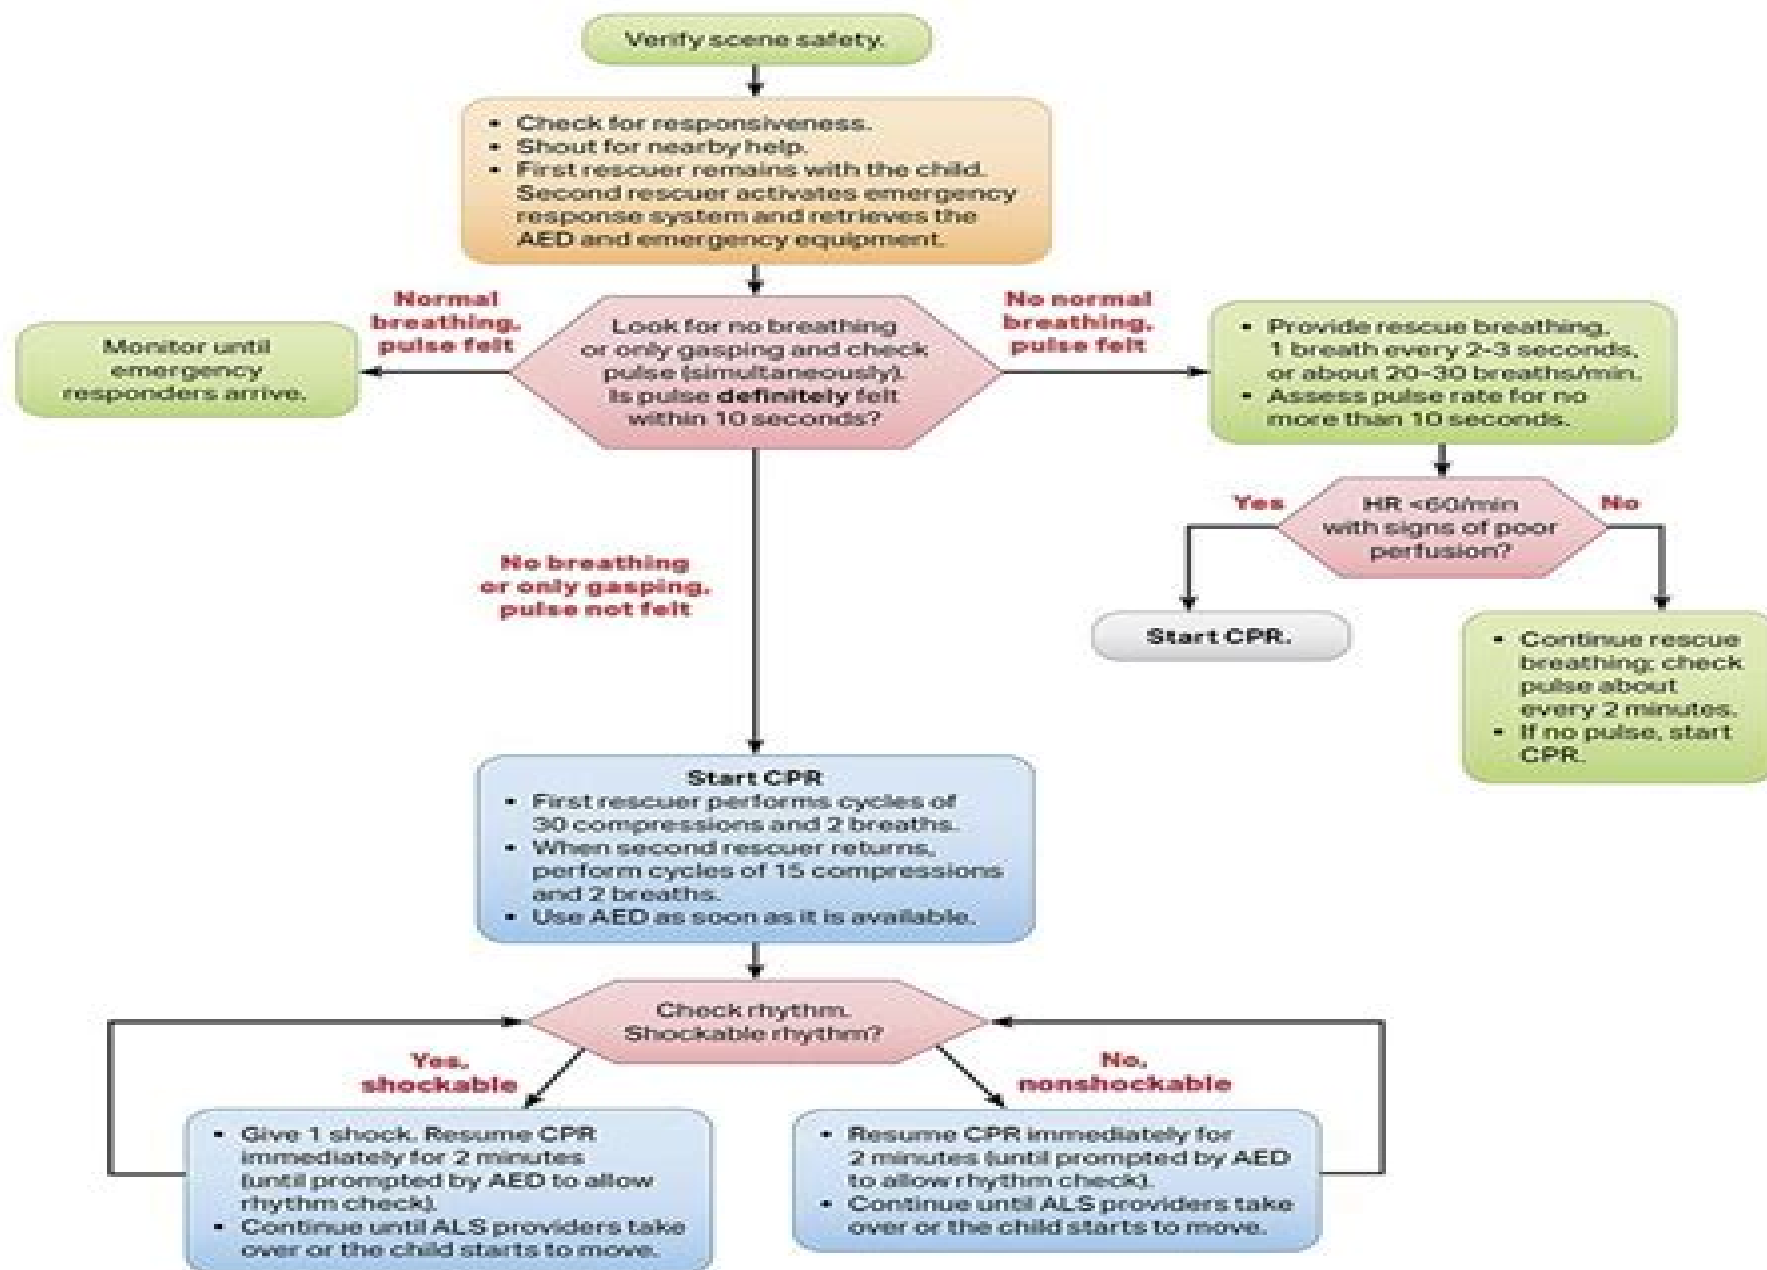 Verify scene safety.
• Check for responsiveness.
• Shout for nearby help.
• First rescuer remains with the child.
Second rescuer activates emergency
response system and retrieves the
AED and emergency equipment.
Normal
breathing,
pulse felt
Look for no breathing
or only gasping and check
pulse (simultaneously).
Is pulse definitely felt
within 10 seconds?
No normal
breathing,
pulse felt
Monitor until
emergency
responders arrive.
• Provide rescue breathing,
1 breath every 2-3 seconds,
or about 20-30 breaths/min.
• Assess pulse rate for no
more than 10 seconds.
Yes
HR <60/min
with signs of poor
perfusion?
No
No breathing
or only gasping,
pulse not felt
Start CPR.
• Continue rescue
breathing; check
pulse about
every 2 minutes.
• If no pulse, start
CPR.
Start CPR
• First rescuer performs cycles of
30 compressions and 2 breaths.
• When second rescuer returns,
perform cycles of 15 compressions
and 2 breaths.
• Use AED as soon as it is available.
Check rhythm.
Shockable rhythm?
Yes,
shockable
No,
nonshockable
• Give 1 shock. Resume CPR
immediately for 2 minutes
(until prompted by AED to allow
rhythm check).
• Continue until ALS providers take
over or the child starts to move.
• Resume CPR immediately for
2 minutes (until prompted by AED
to allow rhythm check).
• Continue until ALS providers take
over or the child starts to move.